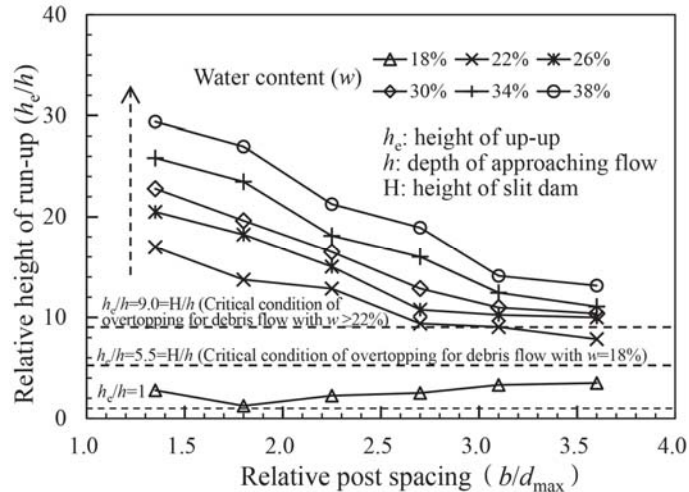 Relative height of run-up (hₑ/h)
50
40
30
20
10
0
Water content (w)
18% 22% 26%
30% 34% 38%
hₑ: height of up-up
h: depth of approaching flow
H: height of slit dam
hₑ/h=9.0=H/h (Critical condition of
overtopping for debris flow with w≥22%)
hₑ/h=5.5=H/h (Critical condition of overtopping for debris flow with w=18%)
hₑ/h=1
1.0 1.5 2.0 2.5 3.0 3.5 4.0
Relative post spacing ( b/dₘₐₓ)